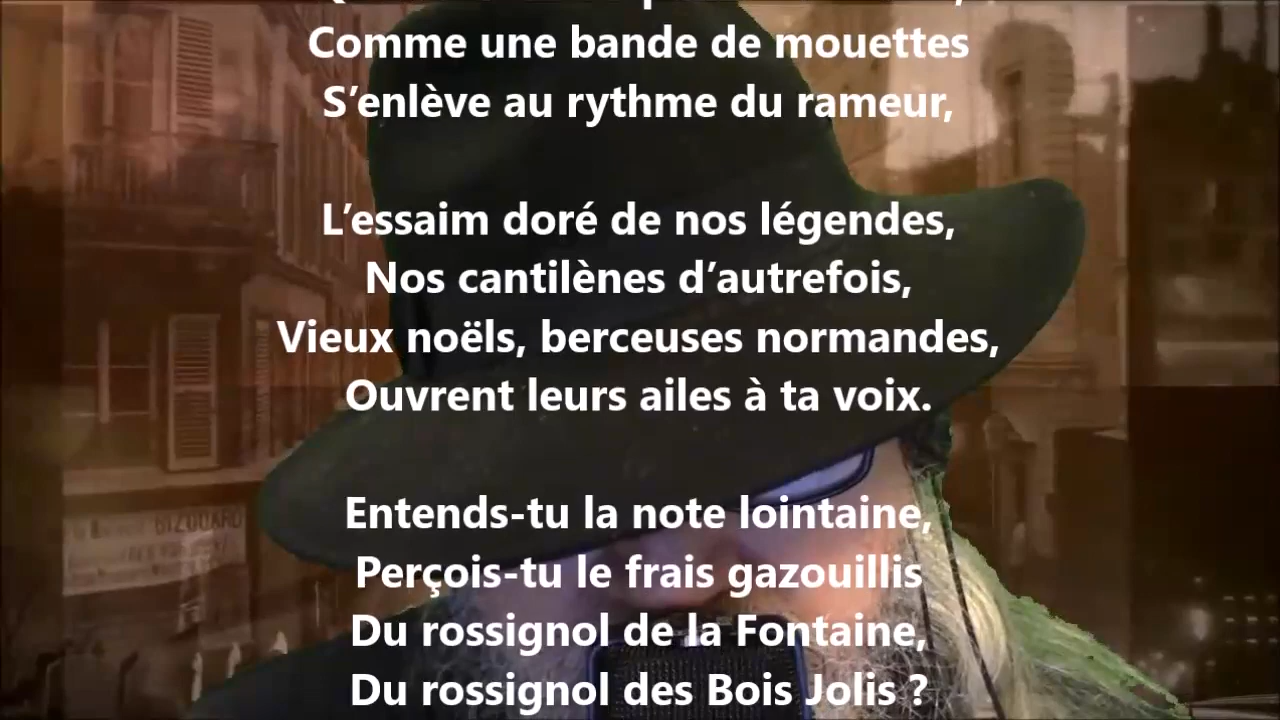 Comme une bande de mouettes
S’enlève au rythme du rameur,
L’essaim doré de nos légendes,
Nos cantilènes d’autrefois,
Vieux noëls, berceuses normandes,
Ouvrent leurs ailes à ta voix.
Entends-tu la note lointaine,
Perçois-tu le frais gazouillis
Du rossignol de la Fontaine,
Du rossignol des Bois Jolis ?
GIZOUARD